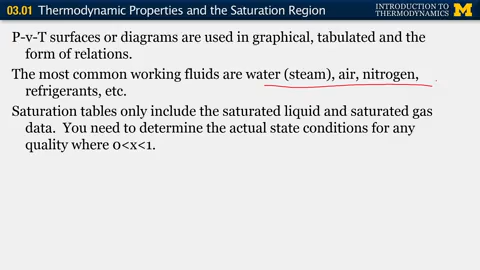 03.01 Thermodynamic Properties and the Saturation Region
INTRODUCTION TO
THERMODYNAMICS
M
P-v-T surfaces or diagrams are used in graphical, tabulated and the
form of relations.
The most common working fluids are water (steam), air, nitrogen,
refrigerants, etc.
Saturation tables only include the saturated liquid and saturated gas
data. You need to determine the actual state conditions for any
quality where 0<x<1.